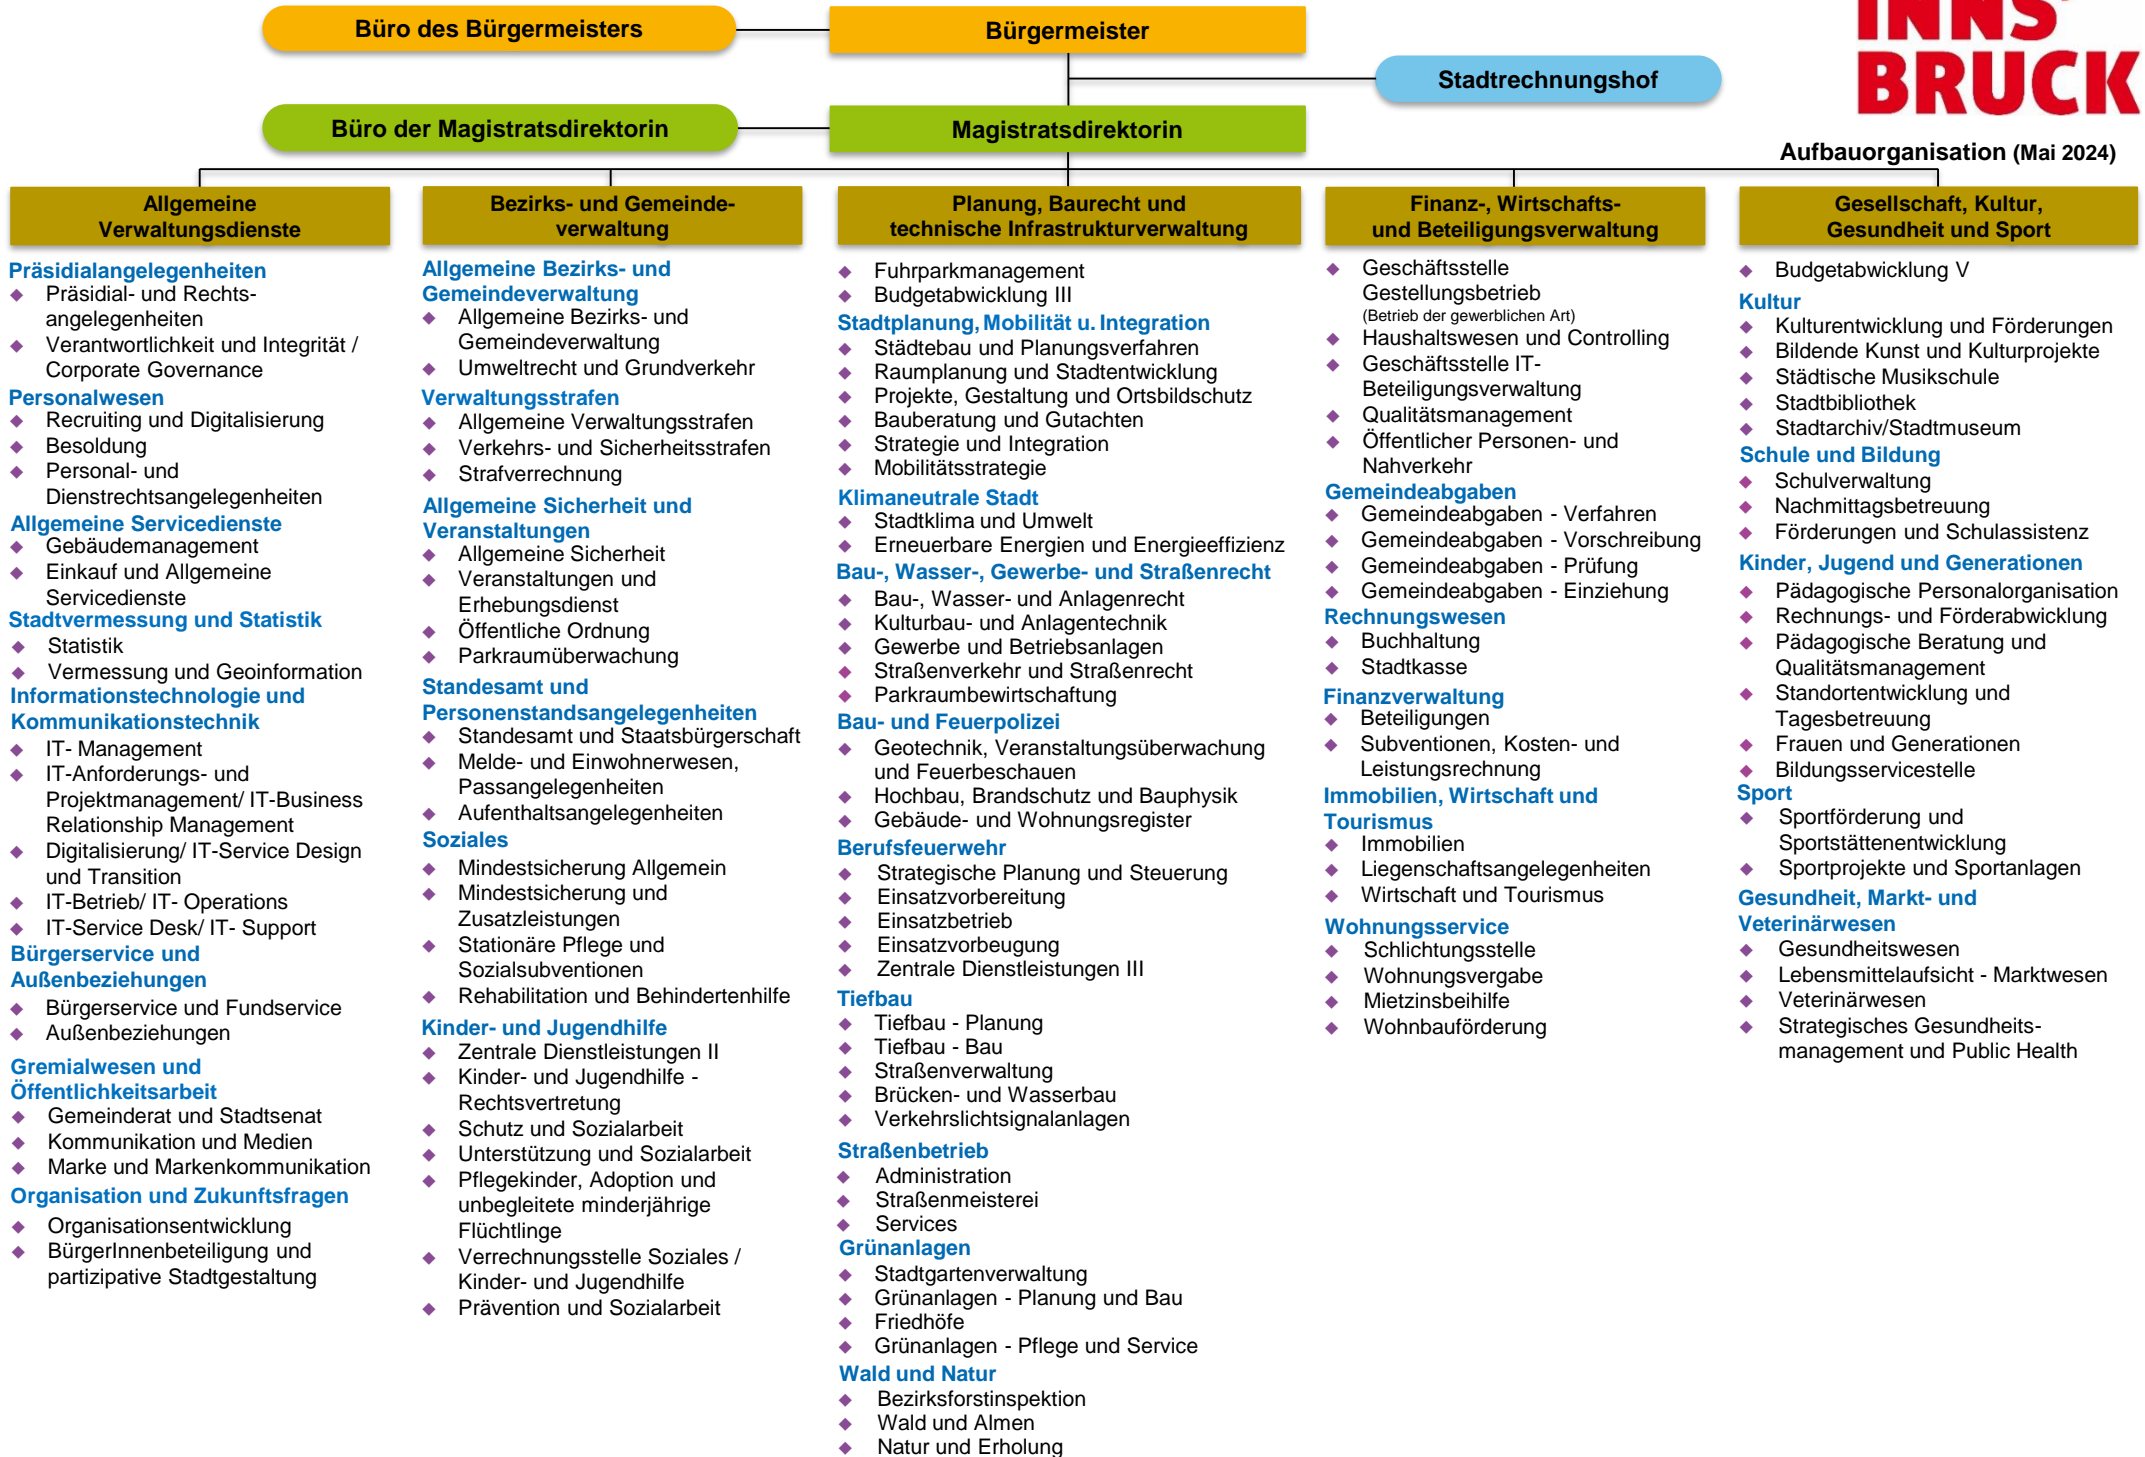 Büro des Bürgermeisters
Bürgermeister
INNS'
BRUCK
Stadtrechnungshof
Büro der Magistratsdirektorin
Magistratsdirektorin
Aufbauorganisation (Mai 2024)
Allgemeine
Verwaltungsdienste
Präsidialangelegenheiten
Präsidial- und Rechts-
angelegenheiten
Verantwortlichkeit und Integrität /
Corporate Governance
Personalwesen
Recruiting und Digitalisierung
Besoldung
Personal- und
Dienstrechtsangelegenheiten
Allgemeine Servicedienste
Gebäudemanagement
Einkauf und Allgemeine
Servicedienste
Stadtvermessung und Statistik
Statistik
Vermessung und Geoinformation
Informationstechnologie und
Kommunikationstechnik
IT- Management
IT-Anforderungs- und
Projektmanagement/ IT-Business
Relationship Management
Digitalisierung/ IT-Service Design
und Transition
IT-Betrieb/ IT- Operations
IT-Service Desk/ IT- Support
Bürgerservice und
Außenbeziehungen
Bürgerservice und Fundservice
Außenbeziehungen
Gremialwesen und
Öffentlichkeitsarbeit
Gemeinderat und Stadtsenat
Kommunikation und Medien
Marke und Markenkommunikation
Organisation und Zukunftsfragen
Organisationsentwicklung
BürgerInnenbeteiligung und
partizipative Stadtgestaltung
Bezirks- und Gemeinde-
verwaltung
Allgemeine Bezirks- und
Gemeindeverwaltung
Allgemeine Bezirks- und
Gemeindeverwaltung
Umweltrecht und Grundverkehr
Verwaltungsstrafen
Allgemeine Verwaltungsstrafen
Verkehrs- und Sicherheitsstrafen
Strafverrechnung
Allgemeine Sicherheit und
Veranstaltungen
Allgemeine Sicherheit
Veranstaltungen und
Erhebungsdienst
Öffentliche Ordnung
Parkraumüberwachung
Standesamt und
Personenstandsangelegenheiten
Standesamt und Staatsbürgerschaft
Melde- und Einwohnerwesen,
Passangelegenheiten
Aufenthaltsangelegenheiten
Soziales
Mindestsicherung Allgemein
Mindestsicherung und
Zusatzleistungen
Stationäre Pflege und
Sozialsubventionen
Rehabilitation und Behindertenhilfe
Kinder- und Jugendhilfe
Zentrale Dienstleistungen II
Kinder- und Jugendhilfe -
Rechtsvertretung
Schutz und Sozialarbeit
Unterstützung und Sozialarbeit
Pflegekinder, Adoption und
unbegleitete minderjährige
Flüchtlinge
Verrechnungsstelle Soziales /
Kinder- und Jugendhilfe
Prävention und Sozialarbeit
Planung, Baurecht und
technische Infrastrukturverwaltung
Fuhrparkmanagement
Budgetabwicklung III
Stadtplanung, Mobilität u. Integration
Städtebau und Planungsverfahren
Raumplanung und Stadtentwicklung
Projekte, Gestaltung und Ortsbildschutz
Bauberatung und Gutachten
Strategie und Integration
Mobilitätsstrategie
Klimaneutrale Stadt
Stadtklima und Umwelt
Erneuerbare Energien und Energieeffizienz
Bau-, Wasser-, Gewerbe- und Straßenrecht
Bau-, Wasser- und Anlagenrecht
Kulturbau- und Anlagentechnik
Gewerbe und Betriebsanlagen
Straßenverkehr und Straßenrecht
Parkraumbewirtschaftung
Bau- und Feuerpolizei
Geotechnik, Veranstaltungsüberwachung
und Feuerbeschauen
Hochbau, Brandschutz und Bauphysik
Gebäude- und Wohnungsregister
Berufsfeuerwehr
Strategische Planung und Steuerung
Einsatzvorbereitung
Einsatzbetrieb
Einsatzvorbeugung
Zentrale Dienstleistungen III
Tiefbau
Tiefbau - Planung
Tiefbau - Bau
Straßenverwaltung
Brücken- und Wasserbau
Verkehrslichtsignalanlagen
Straßenbetrieb
Administration
Straßenmeisterei
Services
Grünanlagen
Stadtgartenverwaltung
Grünanlagen - Planung und Bau
Friedhöfe
Grünanlagen - Pflege und Service
Wald und Natur
Bezirksforstinspektion
Wald und Almen
Natur und Erholung
Finanz-, Wirtschafts-
und Beteiligungsverwaltung
Geschäftsstelle
Gestellungsbetrieb
(Betrieb der gewerblichen Art)
Haushaltswesen und Controlling
Geschäftsstelle IT-
Beteiligungsverwaltung
Qualitätsmanagement
Öffentlicher Personen- und
Nahverkehr
Gemeindeabgaben
Gemeindeabgaben - Verfahren
Gemeindeabgaben - Vorschreibung
Gemeindeabgaben - Prüfung
Gemeindeabgaben - Einziehung
Rechnungswesen
Buchhaltung
Stadtkasse
Finanzverwaltung
Beteiligungen
Subventionen, Kosten- und
Leistungsrechnung
Immobilien, Wirtschaft und
Tourismus
Immobilien
Liegenschaftsangelegenheiten
Wirtschaft und Tourismus
Wohnungsservice
Schlichtungsstelle
Wohnungsvergabe
Mietzinsbeihilfe
Wohnbauförderung
Gesellschaft, Kultur,
Gesundheit und Sport
Budgetabwicklung V
Kultur
Kulturentwicklung und Förderungen
Bildende Kunst und Kulturprojekte
Städtische Musikschule
Stadtbibliothek
Stadtarchiv/Stadtmuseum
Schule und Bildung
Schulverwaltung
Nachmittagsbetreuung
Förderungen und Schulassistenz
Kinder, Jugend und Generationen
Pädagogische Personalorganisation
Rechnungs- und Förderabwicklung
Pädagogische Beratung und
Qualitätsmanagement
Standortentwicklung und
Tagesbetreuung
Frauen und Generationen
Bildungsservicestelle
Sport
Sportförderung und
Sportstättenentwicklung
Sportprojekte und Sportanlagen
Gesundheit, Markt- und
Veterinärwesen
Gesundheitswesen
Lebensmittelaufsicht - Marktwesen
Veterinärwesen
Strategisches Gesundheits-
management und Public Health